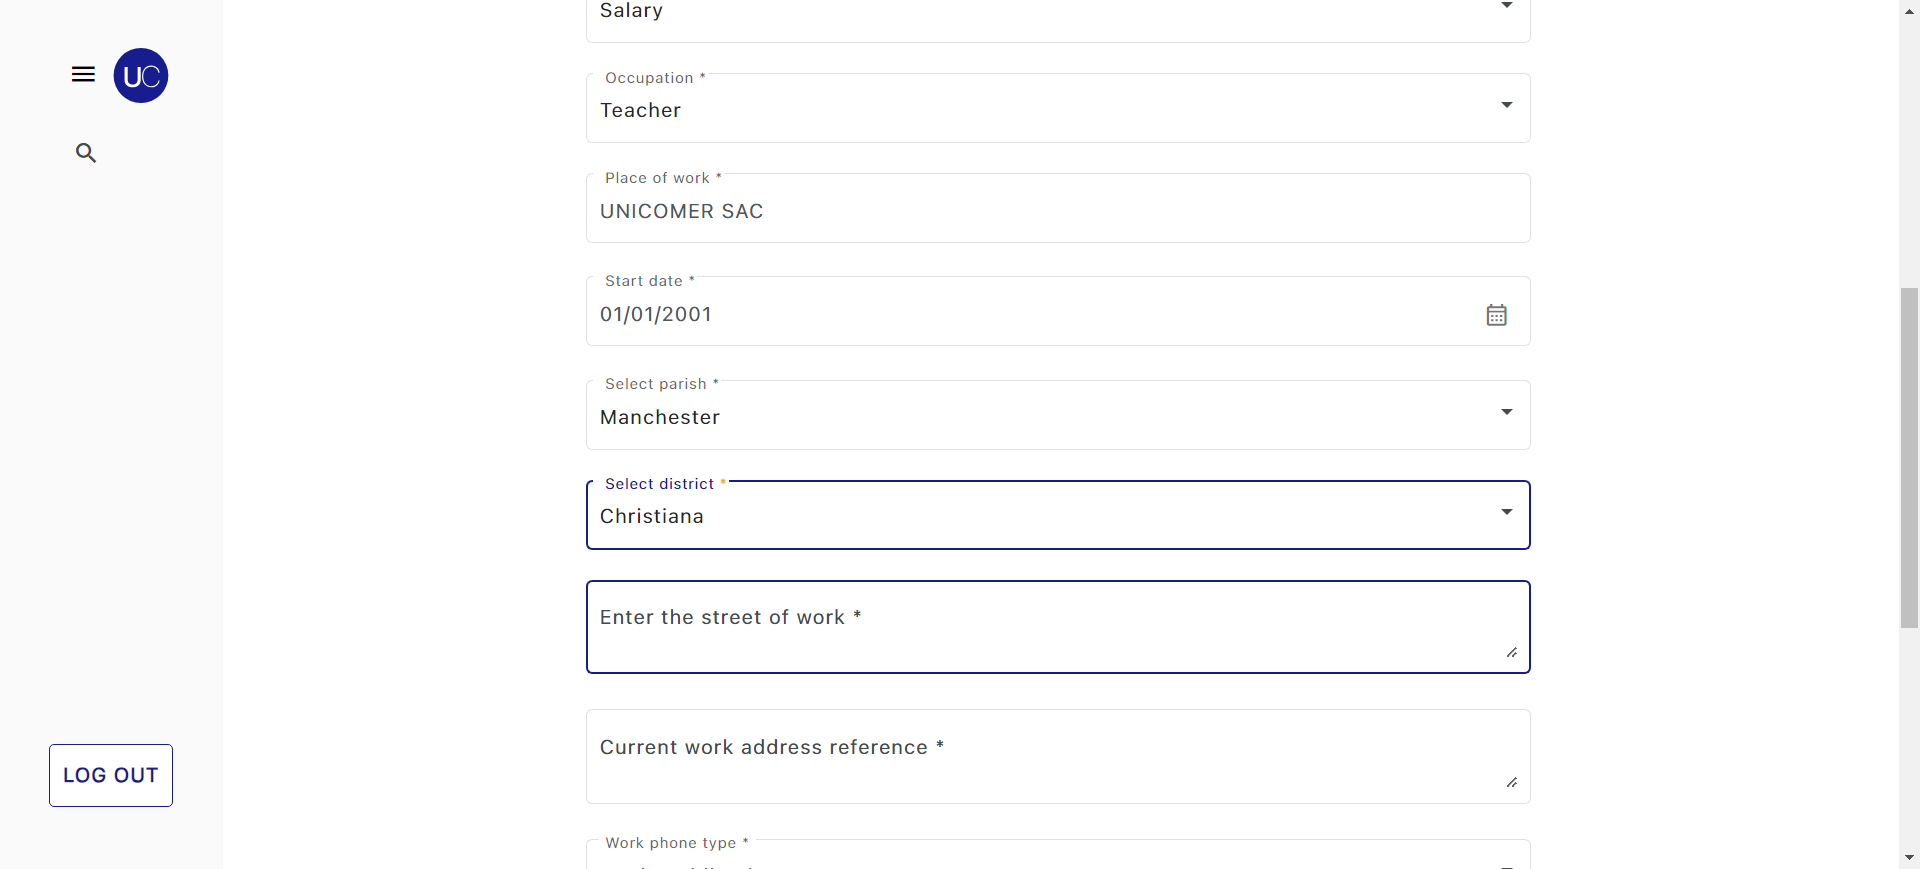 Salary
UC
Occupation *
Teacher
Place of work *
UNICOMER SAC
Start date *
01/01/2001
Select parish *
Manchester
Select district *
Christiana
Enter the street of work *
Current work address reference *
LOG OUT
Work phone type *